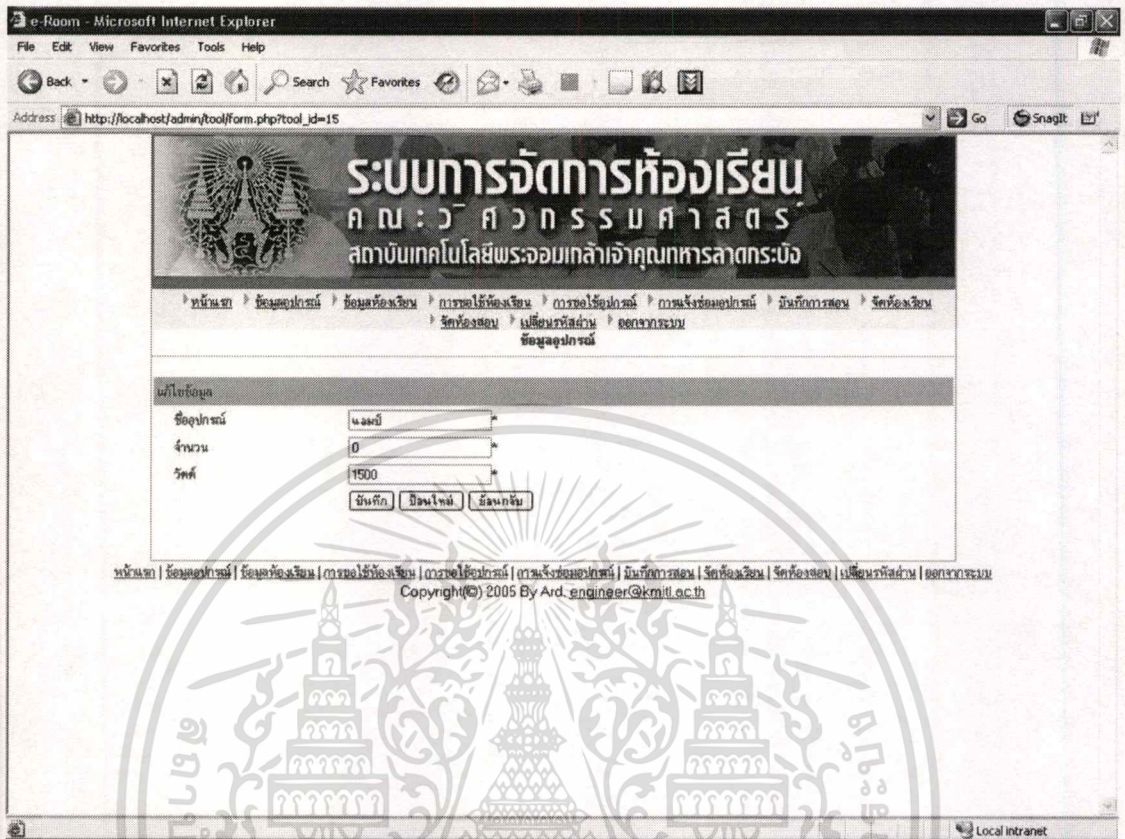 e-Room - Microsoft Internet Explorer
File Edit View Favorites Tools Help
Back Search Favorites
Address http://localhost/admin/tool/form.php?tool_id=15 Go SnagIt
ระบบการจัดการห้องเรียน
คณะวิศวกรรมศาสตร์
สถาบันเทคโนโลยีพระจอมเกล้าเจ้าคุณทหารลาดกระบัง
หน้าแรก ข้อมูลอุปกรณ์ ข้อมูลห้องเรียน การขอใช้ห้องเรียน การขอใช้อุปกรณ์ การแจ้งซ่อมอุปกรณ์ บันทึกการสอน จัดห้องเรียน
จัดห้องสอบ เปลี่ยนรหัสผ่าน ออกจากระบบ
ข้อมูลอุปกรณ์
แก้ไขข้อมูล
ชื่ออุปกรณ์ แอมป์ *
จำนวน 0 *
วัตต์ 1500 *
บันทึก ป้อนใหม่ ย้อนกลับ
หน้าแรก | ข้อมูลอุปกรณ์ | ข้อมูลห้องเรียน | การขอใช้ห้องเรียน | การขอใช้อุปกรณ์ | การแจ้งซ่อมอุปกรณ์ | บันทึกการสอน | จัดห้องเรียน | จัดห้องสอบ | เปลี่ยนรหัสผ่าน | ออกจากระบบ
Copyright(©) 2005 By Ard. engineer@kmitl.ac.th
Local intranet